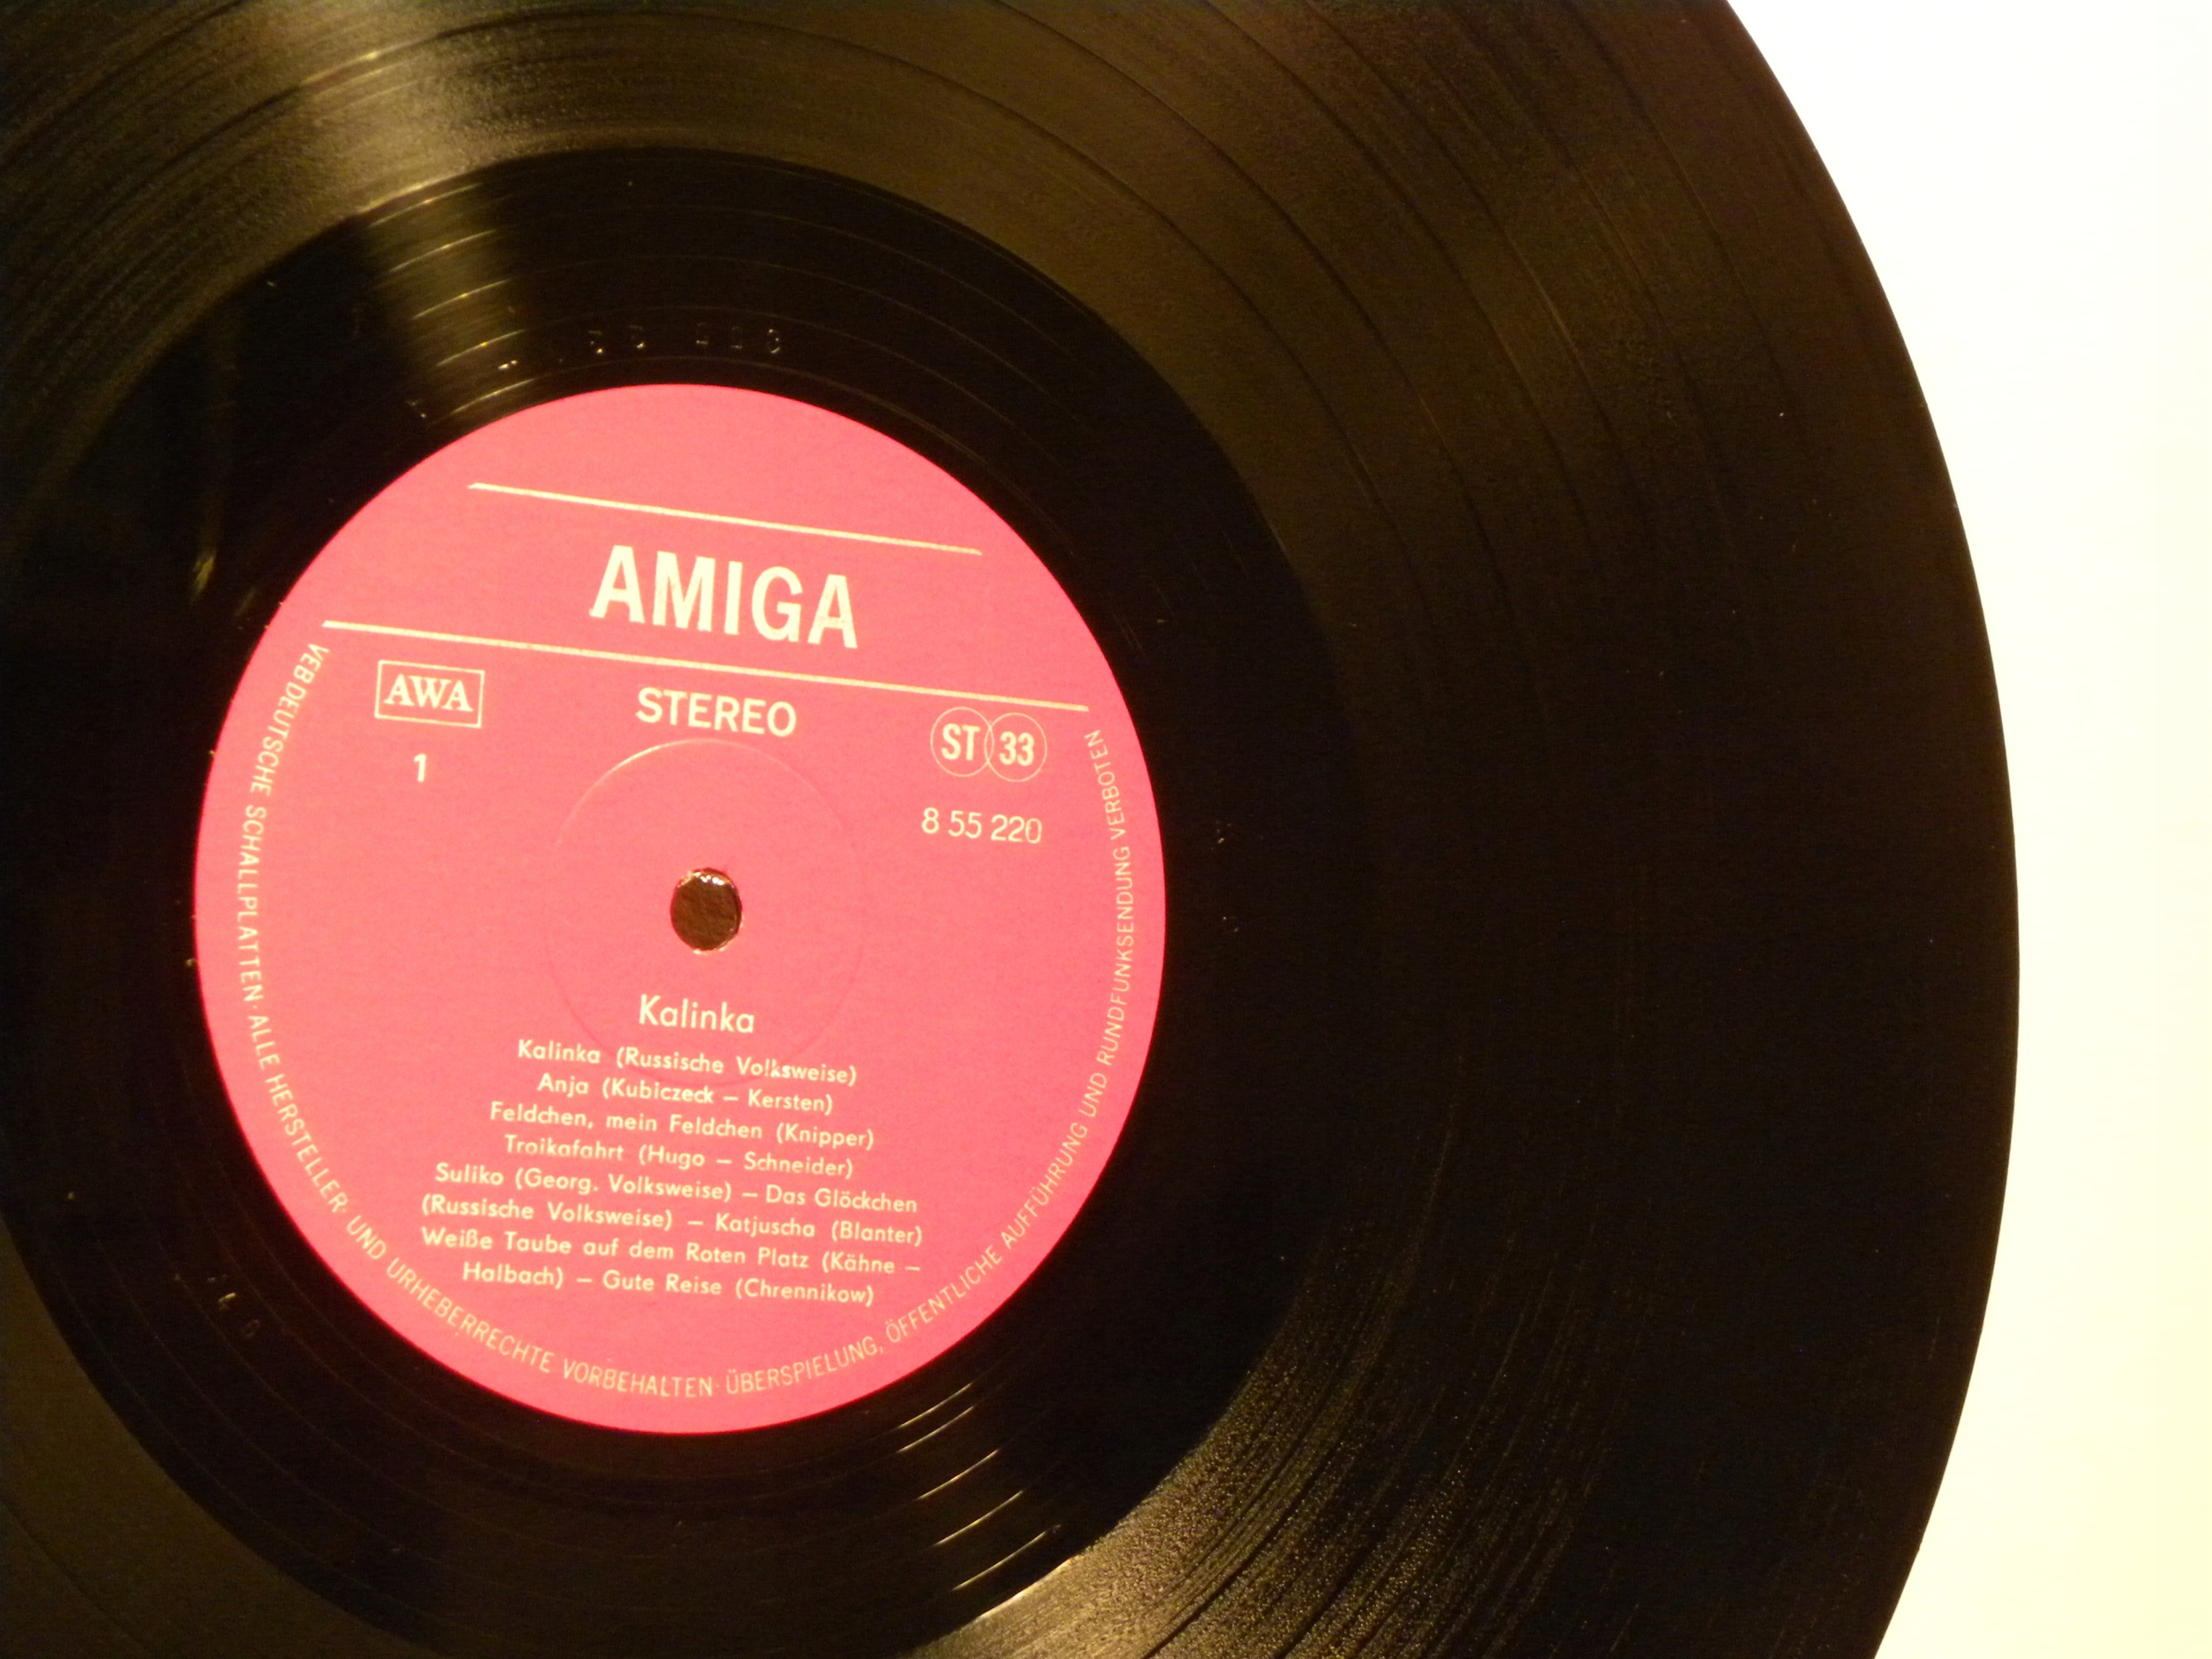 AMIGA
AWA
STEREO
ST 33
1
8 55 220
Kalinka
Kalinka (Russische Volksweise)
Anja (Kubiczeck – Kersten)
Feldchen, mein Feldchen (Knipper)
Troikafahrt (Hugo – Schneider)
Suliko (Georg. Volksweise) – Das Glöckchen
(Russische Volksweise) – Katjuscha (Blanter)
Weiße Taube auf dem Roten Platz (Kähne –
Halbach) – Gute Reise (Chrennikow)
VEB DEUTSCHE SCHALLPLATTEN · ALLE HERSTELLER- UND URHEBERRECHTE VORBEHALTEN · ÜBERSPIELUNG, ÖFFENTLICHE AUFFÜHRUNG UND RUNDFUNKSENDUNG VERBOTEN